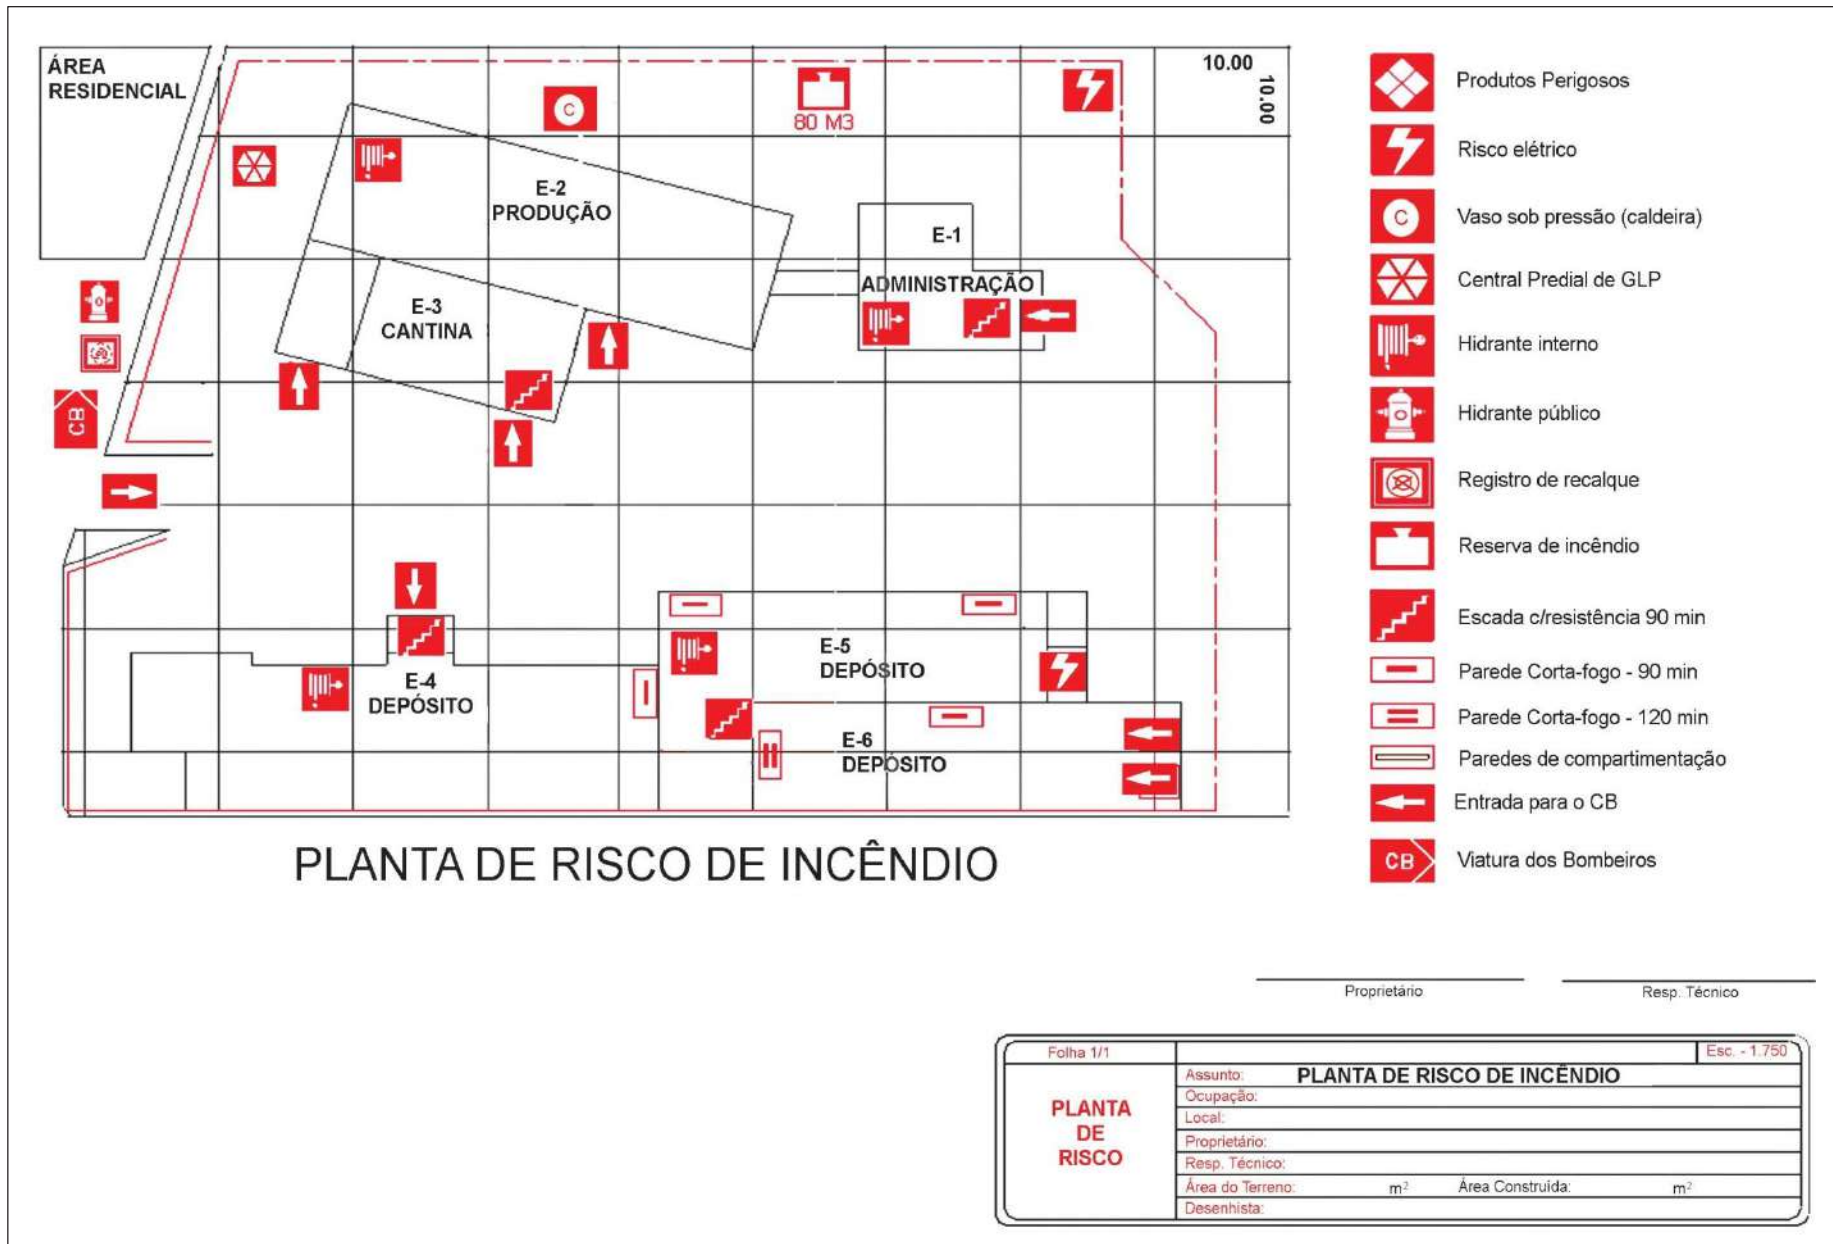 ÁREA
RESIDENCIAL
10.00
10.00
C
80 M3
E-2
PRODUÇÃO
E-1
ADMINISTRAÇÃO
E-3
CANTINA
CB
E-4
DEPÓSITO
E-5
DEPÓSITO
E-6
DEPÓSITO
PLANTA DE RISCO DE INCÊNDIO
Produtos Perigosos
Risco elétrico
C
Vaso sob pressão (caldeira)
Central Predial de GLP
Hidrante interno
Hidrante público
Registro de recalque
Reserva de incêndio
Escada c/resistência 90 min
Parede Corta-fogo - 90 min
Parede Corta-fogo - 120 min
Paredes de compartimentação
Entrada para o CB
CB
Viatura dos Bombeiros
Proprietário
Resp. Técnico
Folha 1/1
Esc. - 1.750
PLANTA
DE
RISCO
Assunto: PLANTA DE RISCO DE INCÊNDIO
Ocupação:
Local:
Proprietário:
Resp. Técnico:
Área do Terreno: m² Área Construída: m²
Desenhista: